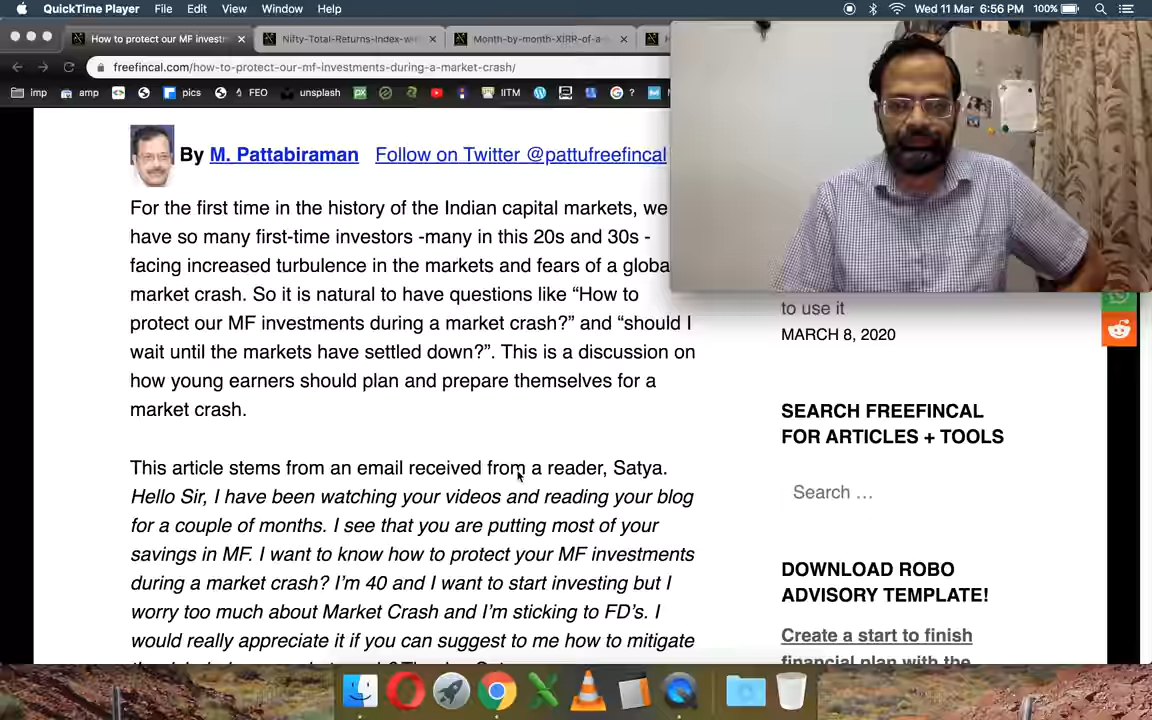 QuickTime Player File Edit View Window Help
Wed 11 Mar 6:56 PM 100%
How to protect our MF investm
Nifty-Total-Returns-Index-w
Month-by-month-XIRR-of-a
freefincal.com/how-to-protect-our-mf-investments-during-a-market-crash/
imp amp pics FEO unsplash IITM ?
By M. Pattabiraman Follow on Twitter @pattufreefincal
For the first time in the history of the Indian capital markets, we
have so many first-time investors -many in this 20s and 30s -
facing increased turbulence in the markets and fears of a globa
market crash. So it is natural to have questions like “How to
protect our MF investments during a market crash?” and “should I
wait until the markets have settled down?”. This is a discussion on
how young earners should plan and prepare themselves for a
market crash.
This article stems from an email received from a reader, Satya.
Hello Sir, I have been watching your videos and reading your blog
for a couple of months. I see that you are putting most of your
savings in MF. I want to know how to protect your MF investments
during a market crash? I’m 40 and I want to start investing but I
worry too much about Market Crash and I’m sticking to FD’s. I
would really appreciate it if you can suggest to me how to mitigate
to use it
MARCH 8, 2020
SEARCH FREEFINCAL
FOR ARTICLES + TOOLS
Search …
DOWNLOAD ROBO
ADVISORY TEMPLATE!
Create a start to finish
financial plan with the